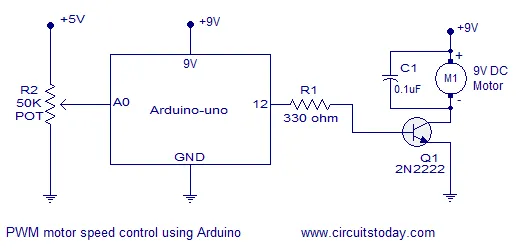 +5V
+9V
+9V
9V
R2
50K
POT
A0
Arduino-uno
12
R1
330 ohm
C1
0.1uF
+
M1
-
9V DC
Motor
GND
Q1
2N2222
PWM motor speed control using Arduino
www.circuitstoday.com